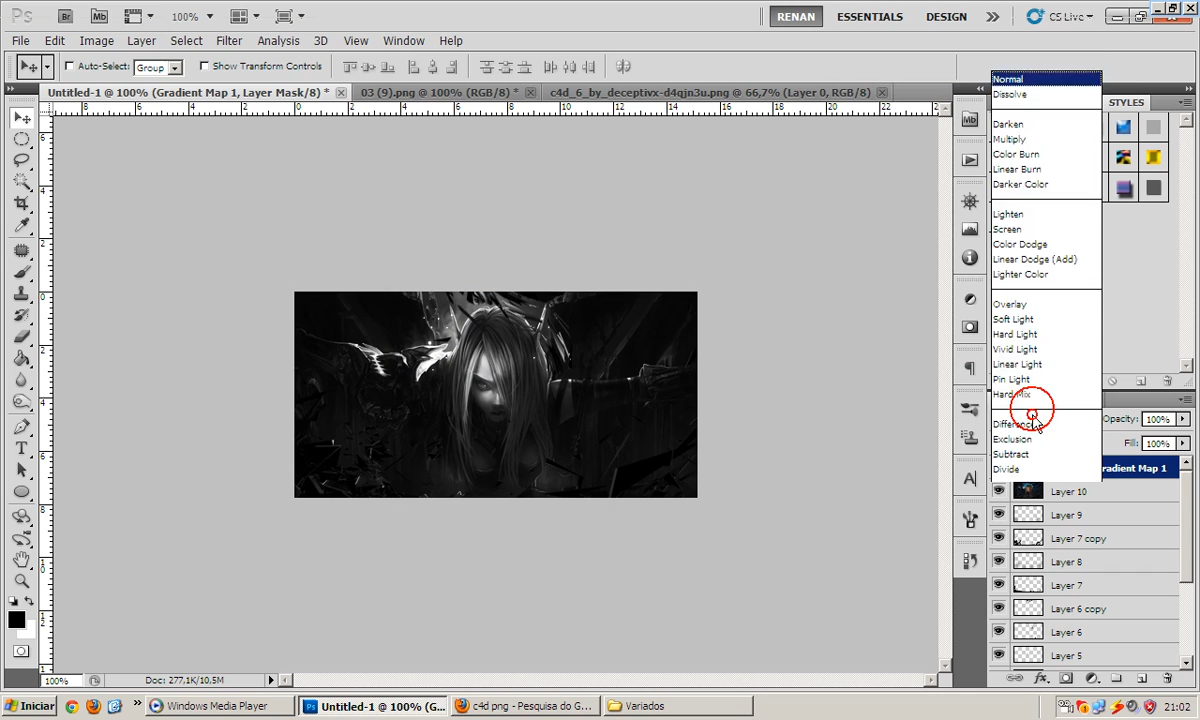 Ps Br Mb 100% RENAN ESSENTIALS DESIGN CS Live
File Edit Image Layer Select Filter Analysis 3D View Window Help
Auto-Select: Group Show Transform Controls
Untitled-1 @ 100% (Gradient Map 1, Layer Mask/8) * 03 (9).png @ 100% (RGB/8) * c4d_6_by_deceptivx-d4qjn3u.png @ 66,7% (Layer 0, RGB/8)
STYLES
Normal
Dissolve
Darken
Multiply
Color Burn
Linear Burn
Darker Color
Lighten
Screen
Color Dodge
Linear Dodge (Add)
Lighter Color
Overlay
Soft Light
Hard Light
Vivid Light
Linear Light
Pin Light
Hard Mix
Difference
Exclusion
Subtract
Divide
Opacity: 100%
Fill: 100%
radient Map 1
Layer 10
Layer 9
Layer 7 copy
Layer 8
Layer 7
Layer 6 copy
Layer 6
Layer 5
100% Doc: 277,1K/10,5M
Iniciar Windows Media Player Untitled-1 @ 100% (G... c4d png - Pesquisa do G... Variados 21:02